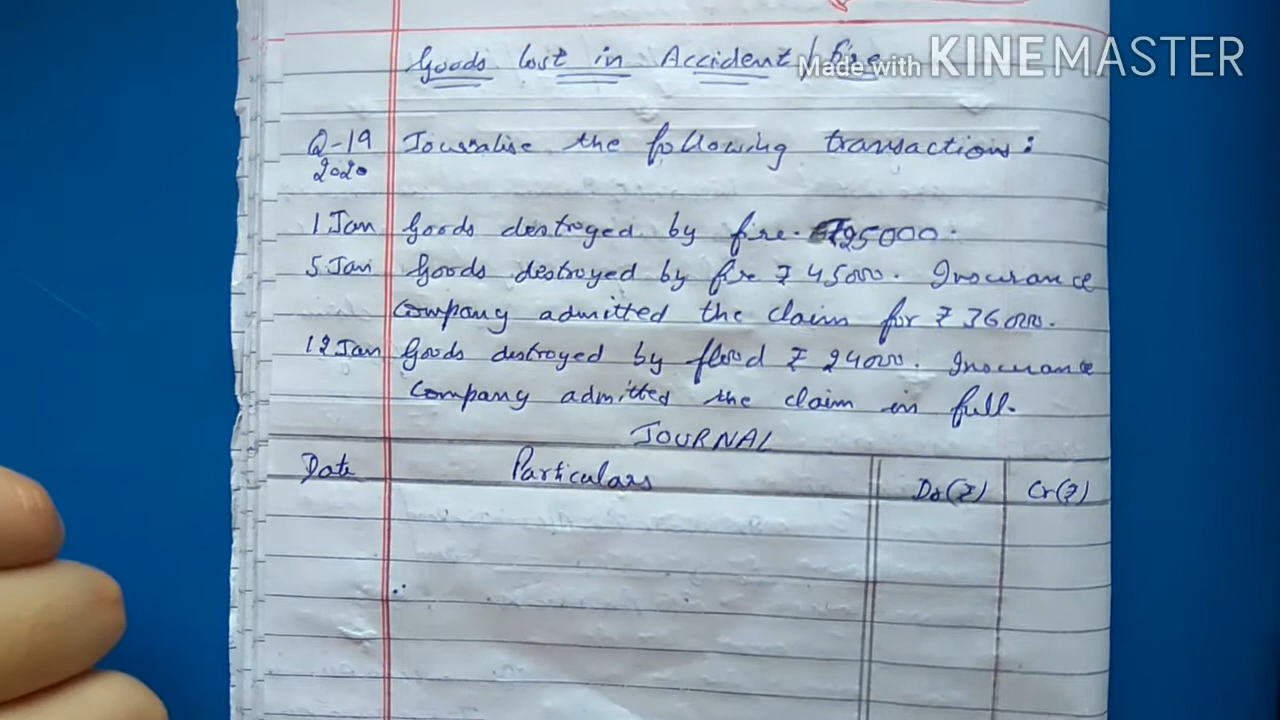 Goods Lost in Accident / Fire
Made with KINEMASTER
Q-19 Journalise the following transactions:
2020
1 Jan Goods destroyed by fire. ₹25000.
5 Jan Goods destroyed by fire ₹45000. Insurance
Company admitted the claim for ₹36000.
12 Jan Goods destroyed by flood ₹24000. Insurance
Company admitted the claim in full.
JOURNAL
Date Particulars Dr(₹) Cr(₹)